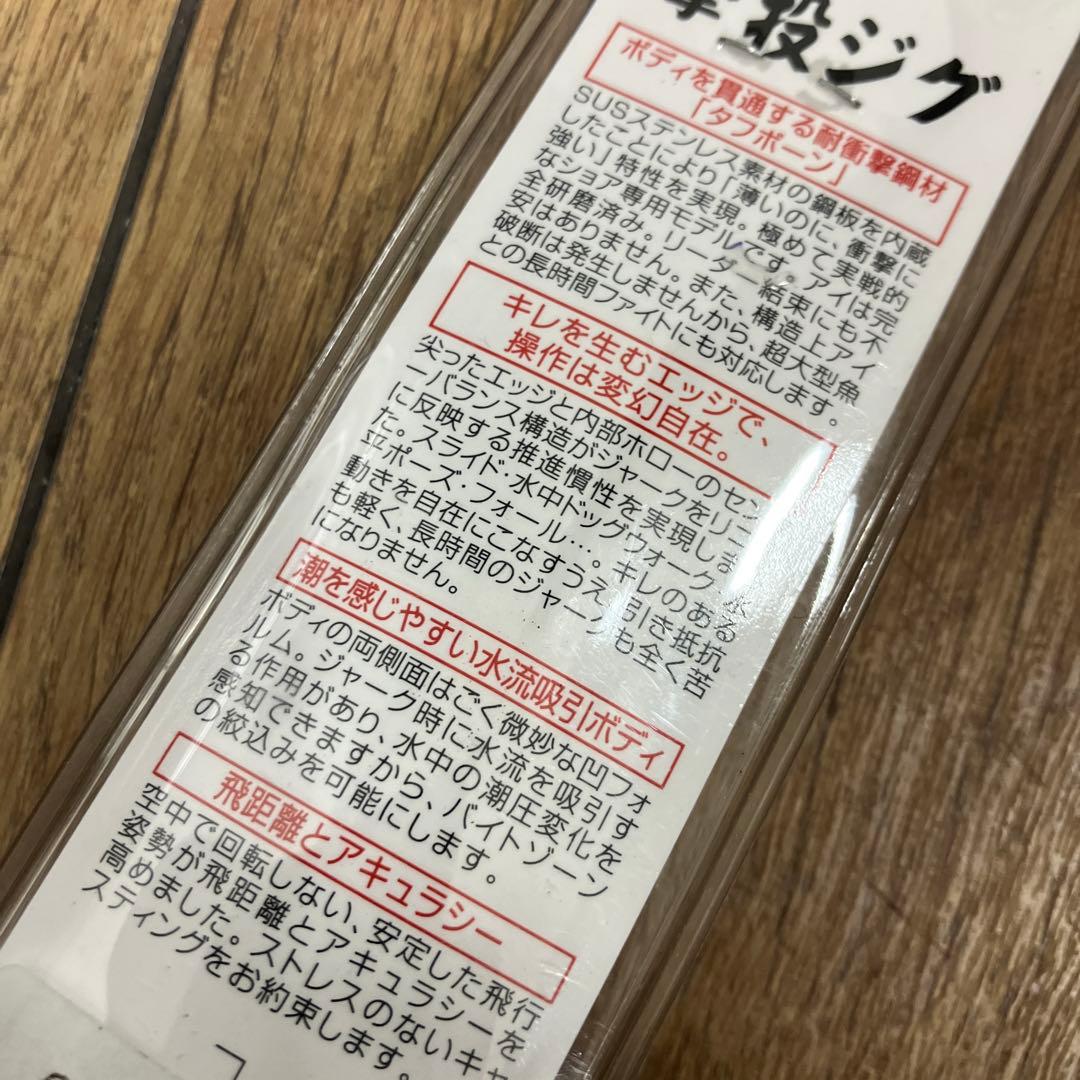 撃投ジグ
ボディを貫通する耐衝撃鋼材
「タフボーン」
SUSステンレス素材の鋼板を内蔵
したことにより「薄いのに、衝撃に
強い」特性を実現。極めて実戦的
なショア専用モデルです。アイは完
全研磨済み。リーダー結束にも不
安はありません。また、構造上アイ
破断は発生しませんから、超大型魚
との長時間ファイトにも対応します。
キレを生むエッジで、
操作は変幻自在。
尖ったエッジと内部ホローのセンタ
ーバランス構造がジャークをリニア
に反映する推進慣性を実現しまし
た。スライド・水中ドッグウォーク・水
平ポーズ・フォール…。キレのある
動きを自在にこなすうえ、引き抵抗
も軽く、長時間のジャークも全く苦
になりません。
潮を感じやすい水流吸引ボディ
ボディの両側面はごく微妙な凹フォ
ルム。ジャーク時に水流を吸引す
る作用があり、水中の潮圧変化を
感知できますから、バイトゾーン
の絞込みを可能にします。
飛距離とアキュラシー
空中で回転しない、安定した飛行
姿勢が飛距離とアキュラシーを
高めました。ストレスのないキャ
スティングをお約束します。